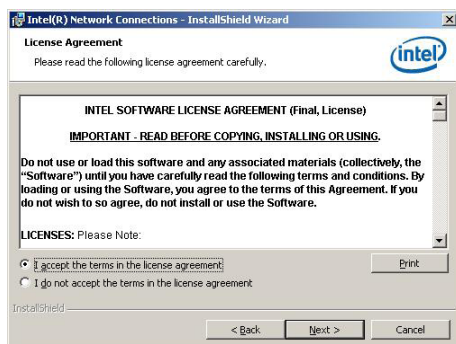 Intel(R) Network Connections - InstallShield Wizard
License Agreement
Please read the following license agreement carefully.
intel
INTEL SOFTWARE LICENSE AGREEMENT (Final, License)
IMPORTANT - READ BEFORE COPYING, INSTALLING OR USING.
Do not use or load this software and any associated materials (collectively, the
“Software”) until you have carefully read the following terms and conditions. By
loading or using the Software, you agree to the terms of this Agreement. If you
do not wish to so agree, do not install or use the Software.
LICENSES: Please Note:
I accept the terms in the license agreement
Print
I do not accept the terms in the license agreement
InstallShield
< Back
Next >
Cancel